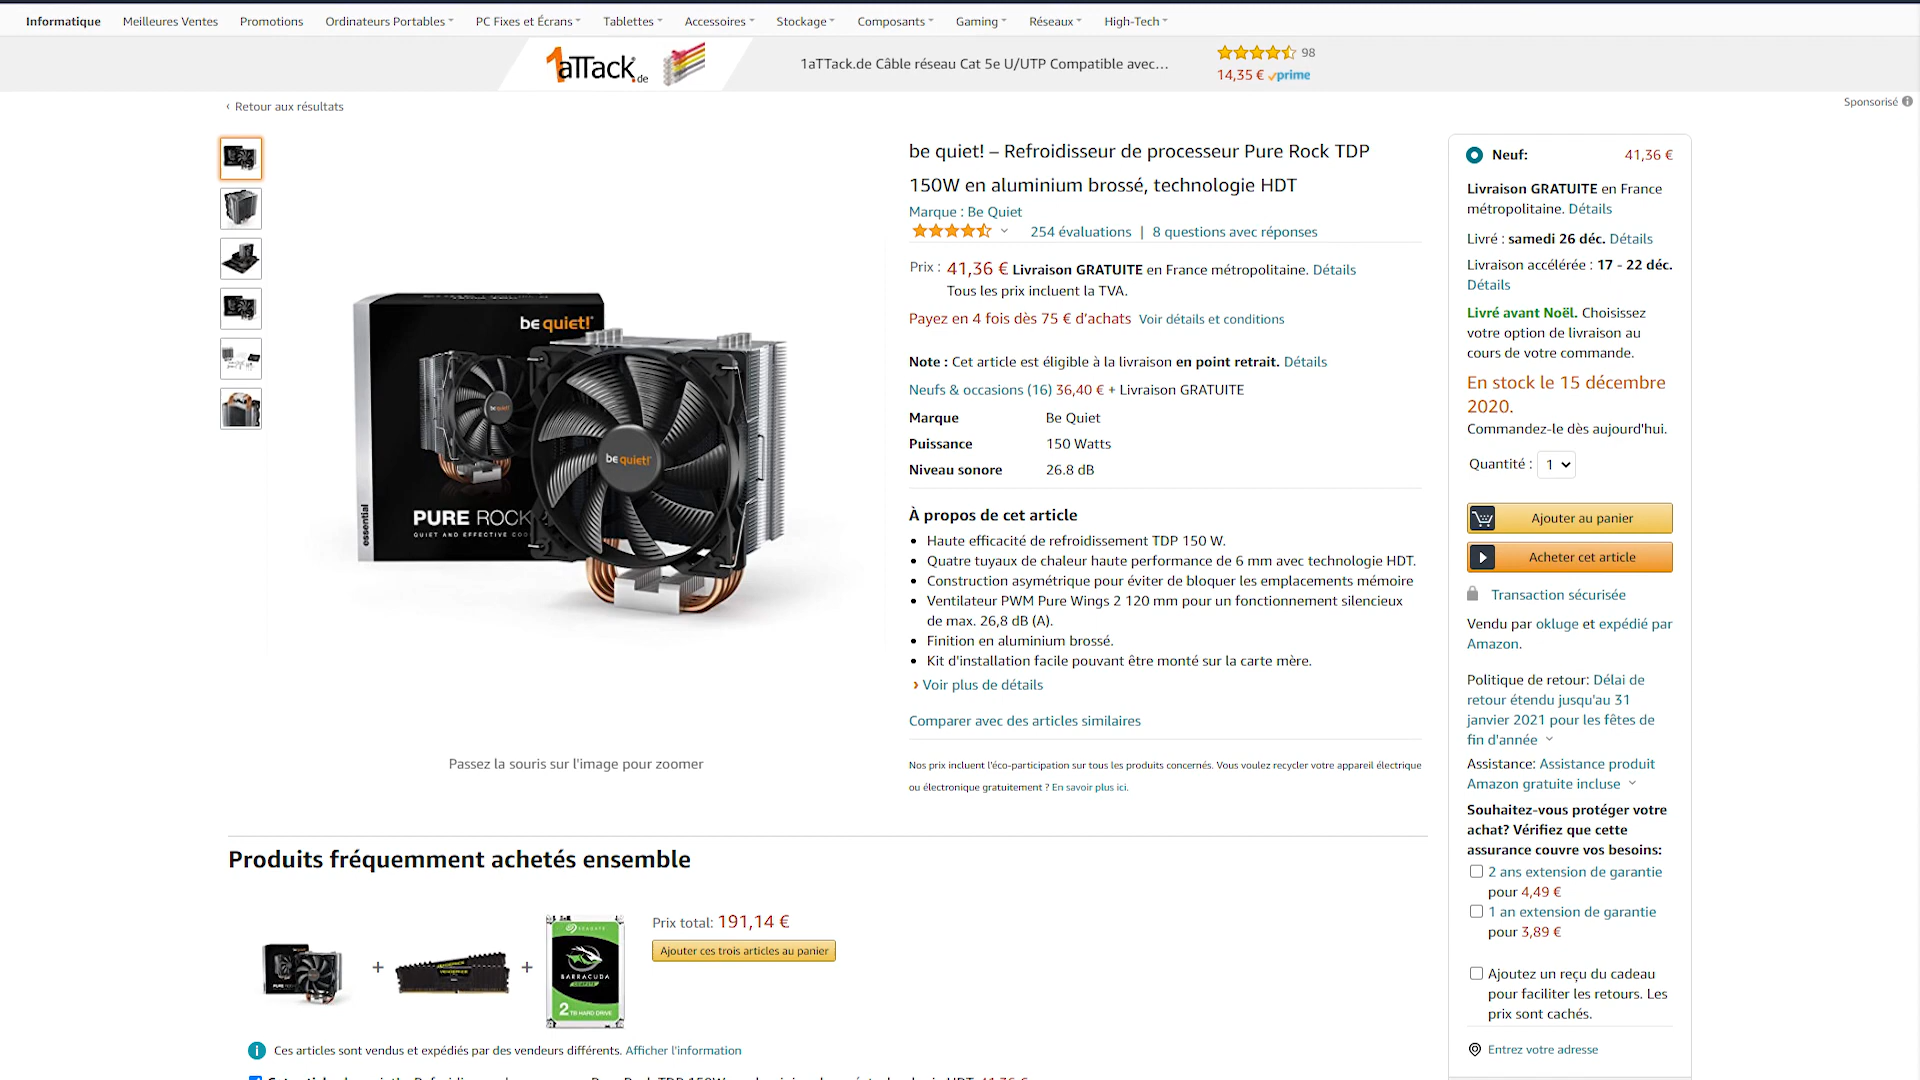 Informatique Meilleures Ventes Promotions Ordinateurs Portables PC Fixes et Écrans Tablettes Accessoires Stockage Composants Gaming Réseaux High-Tech
1aTTack.de
1aTTack.de Câble réseau Cat 5e U/UTP Compatible avec…
98
14,35 € prime
Sponsorisé
‹ Retour aux résultats
be quiet!
be quiet!
PURE ROCK
QUIET AND EFFECTIVE COO
essential
be quiet!
Passez la souris sur l'image pour zoomer
be quiet! – Refroidisseur de processeur Pure Rock TDP
150W en aluminium brossé, technologie HDT
Marque : Be Quiet
254 évaluations | 8 questions avec réponses
Prix : 41,36 € Livraison GRATUITE en France métropolitaine. Détails
Tous les prix incluent la TVA.
Payez en 4 fois dès 75 € d’achats Voir détails et conditions
Note : Cet article est éligible à la livraison en point retrait. Détails
Neufs & occasions (16) 36,40 € + Livraison GRATUITE
Marque Be Quiet
Puissance 150 Watts
Niveau sonore 26.8 dB
À propos de cet article
• Haute efficacité de refroidissement TDP 150 W.
• Quatre tuyaux de chaleur haute performance de 6 mm avec technologie HDT.
• Construction asymétrique pour éviter de bloquer les emplacements mémoire
• Ventilateur PWM Pure Wings 2 120 mm pour un fonctionnement silencieux
de max. 26,8 dB (A).
• Finition en aluminium brossé.
• Kit d'installation facile pouvant être monté sur la carte mère.
› Voir plus de détails
Comparer avec des articles similaires
Nos prix incluent l'éco-participation sur tous les produits concernés. Vous voulez recycler votre appareil électrique
ou électronique gratuitement ? En savoir plus ici.
Neuf: 41,36 €
Livraison GRATUITE en France
métropolitaine. Détails
Livré : samedi 26 déc. Détails
Livraison accélérée : 17 - 22 déc.
Détails
Livré avant Noël. Choisissez
votre option de livraison au
cours de votre commande.
En stock le 15 décembre
2020.
Commandez-le dès aujourd'hui.
Quantité : 1
Ajouter au panier
Acheter cet article
Transaction sécurisée
Vendu par okluge et expédié par
Amazon.
Politique de retour: Délai de
retour étendu jusqu'au 31
janvier 2021 pour les fêtes de
fin d'année
Assistance: Assistance produit
Amazon gratuite incluse
Souhaitez-vous protéger votre
achat? Vérifiez que cette
assurance couvre vos besoins:
2 ans extension de garantie
pour 4,49 €
1 an extension de garantie
pour 3,89 €
Ajoutez un reçu du cadeau
pour faciliter les retours. Les
prix sont cachés.
Entrez votre adresse
Produits fréquemment achetés ensemble
PURE ROCK + VENGEANCE + SEAGATE
BARRACUDA
2 TB HARD DRIVE
Prix total: 191,14 €
Ajouter ces trois articles au panier
Ces articles sont vendus et expédiés par des vendeurs différents. Afficher l'information